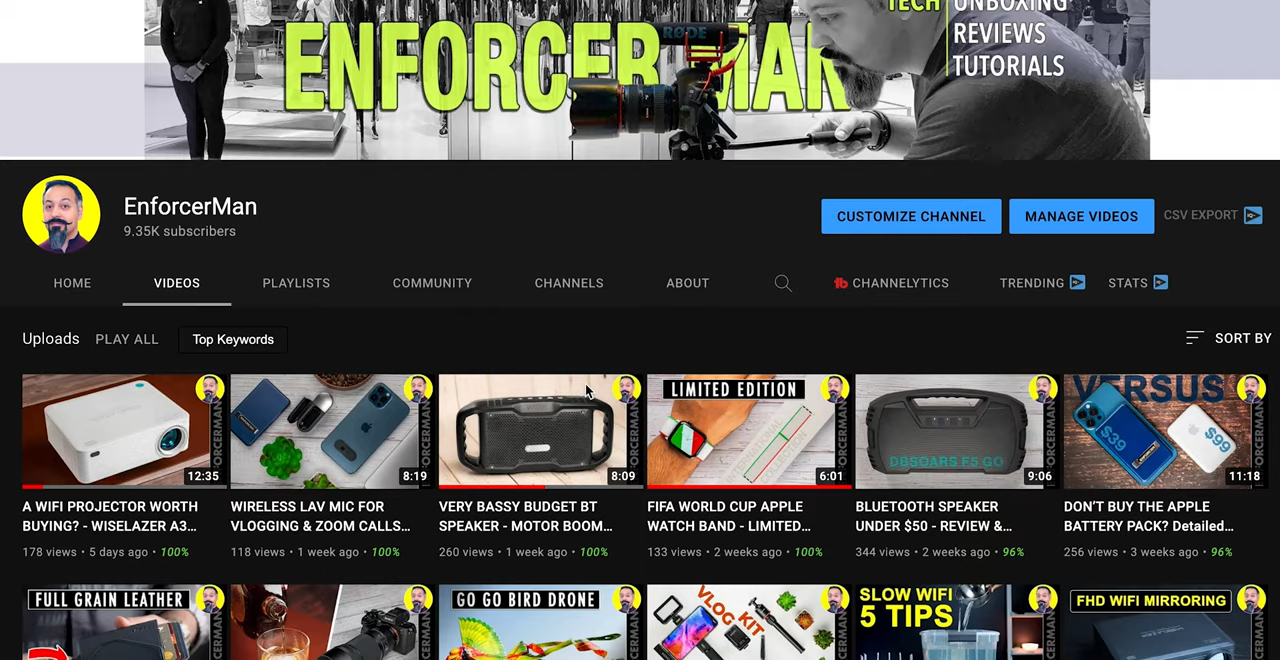 TECH UNBOXING
REVIEWS
TUTORIALS
ENFORCER MAN
RØDE
EnforcerMan
9.35K subscribers
CUSTOMIZE CHANNEL
MANAGE VIDEOS
CSV EXPORT
HOME
VIDEOS
PLAYLISTS
COMMUNITY
CHANNELS
ABOUT
tb CHANNELYTICS
TRENDING
STATS
Uploads
PLAY ALL
Top Keywords
SORT BY
12:35
A WIFI PROJECTOR WORTH
BUYING? - WISELAZER A3...
178 views • 5 days ago • 100%
8:19
WIRELESS LAV MIC FOR
VLOGGING & ZOOM CALLS...
118 views • 1 week ago • 100%
8:09
VERY BASSY BUDGET BT
SPEAKER - MOTOR BOOM...
260 views • 1 week ago • 100%
LIMITED EDITION
6:01
FIFA WORLD CUP APPLE
WATCH BAND - LIMITED...
133 views • 2 weeks ago • 100%
DBSOARS F5 GO
9:06
BLUETOOTH SPEAKER
UNDER $50 - REVIEW &...
344 views • 2 weeks ago • 96%
VERSUS
$39
$99
11:18
DON'T BUY THE APPLE
BATTERY PACK? Detailed...
256 views • 3 weeks ago • 96%
FULL GRAIN LEATHER
GO GO BIRD DRONE
VLOG KIT
SLOW WIFI
5 TIPS
FHD WIFI MIRRORING